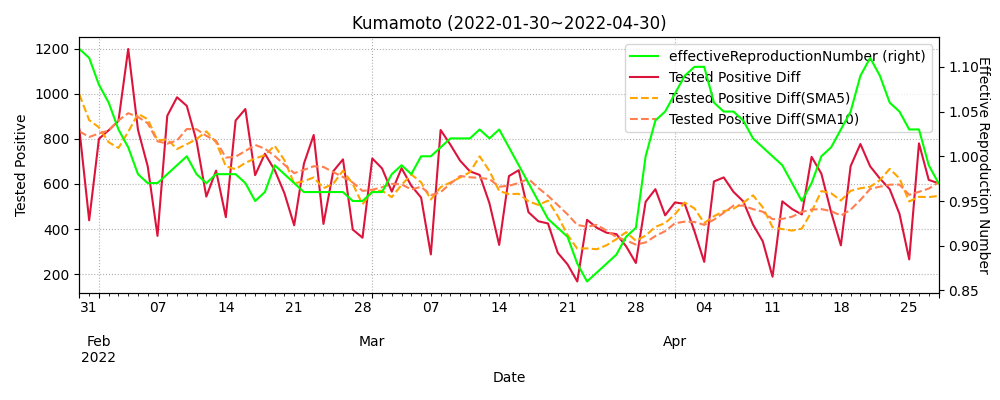 Kumamoto (2022-01-30~2022-04-30)
Tested Positive
1200
1000
800
600
400
200
effectiveReproductionNumber (right)
Tested Positive Diff
Tested Positive Diff(SMA5)
Tested Positive Diff(SMA10)
1.10
1.05
1.00
0.95
0.90
0.85
Effective Reproduction Number
31 07 14 21 28 07 14 21 28 04 11 18 25
Feb Mar Apr
2022
Date